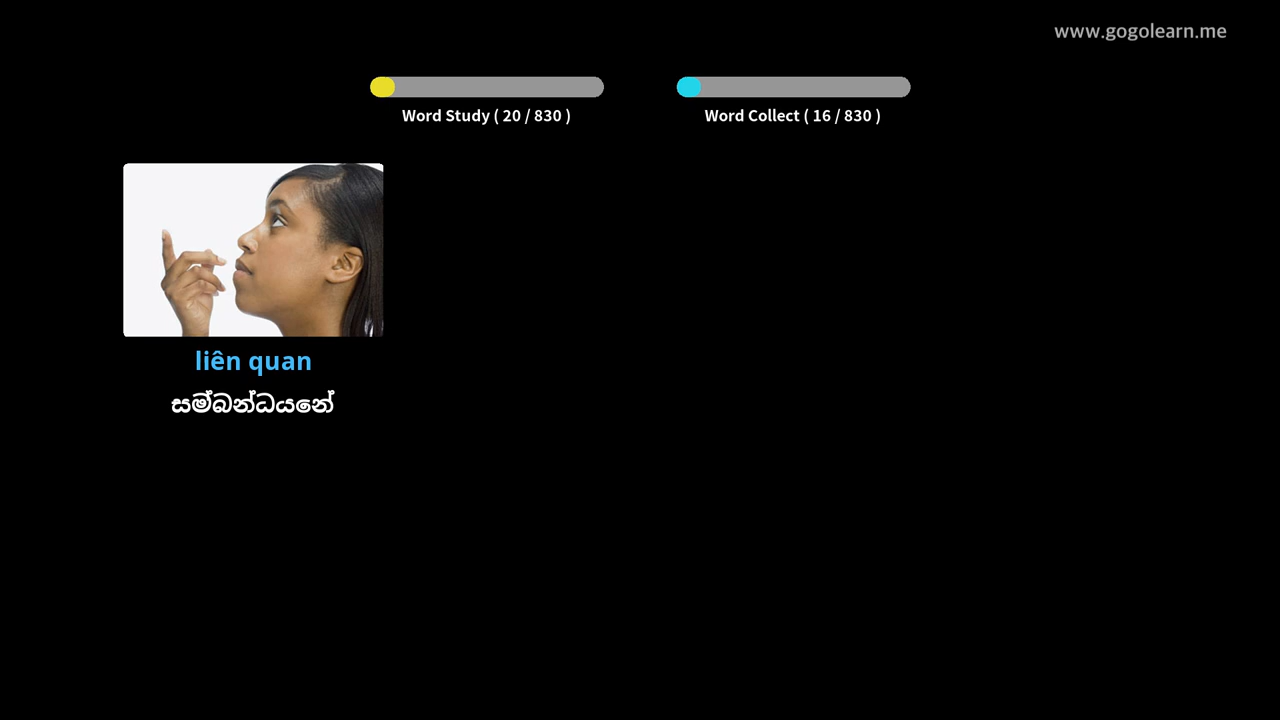 www.gogolearn.me
Word Study ( 20 / 830 )
Word Collect ( 16 / 830 )
liên quan
සම්බන්ධයනේ